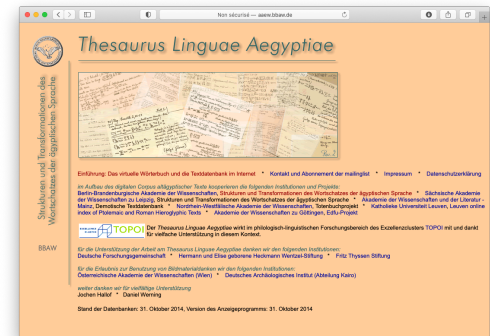 Non sécurisé — aaew.bbaw.de
Thesaurus Linguae Aegyptiae
Strukturen und Transformationen des
Wortschatzes der ägyptischen Sprache
BBAW
Einführung: Das virtuelle Wörterbuch und die Textdatenbank im Internet * Kontakt und Abonnement der mailinglist * Impressum * Datenschutzerklärung
Im Aufbau des digitalen Corpus altägyptischer Texte kooperieren die folgenden Institutionen und Projekte:
Berlin-Brandenburgische Akademie der Wissenschaften, Strukturen und Transformationen des Wortschatzes der ägyptischen Sprache * Sächsische Akademie
der Wissenschaften zu Leipzig, Strukturen und Transformationen des Wortschatzes der ägyptischen Sprache * Akademie der Wissenschaften und der Literatur -
Mainz, Demotische Textdatenbank * Nordrhein-Westfälische Akademie der Wissenschaften, Totenbuchprojekt * Katholieke Universiteit Leuven, Leuven online
index of Ptolemaic and Roman Hieroglyphic Texts * Akademie der Wissenschaften zu Göttingen, Edfu-Projekt
TOPOI Der Thesaurus Linguae Aegyptiae wirkt im philologisch-linguistischen Forschungsbereich des Exzellenzclusters TOPOI mit und dankt
für vielfache Unterstützung in diesem Kontext.
für die Unterstützung der Arbeit am Thesaurus Linguae Aegyptiae danken wir den folgenden Institutionen:
Deutsche Forschungsgemeinschaft * Hermann und Elise geborene Heckmann Wentzel-Stiftung * Fritz Thyssen Stiftung
für die Erlaubnis zur Benutzung von Bildmaterial danken wir den folgenden Institutionen:
Österreichische Akademie der Wissenschaften (Wien) * Deutsches Archäologisches Institut (Abteilung Kairo)
weiter danken wir für vielfältige Unterstützung
Jochen Hallof * Daniel Werning
Stand der Datenbanken: 31. Oktober 2014, Version des Anzeigeprogramms: 31. Oktober 2014